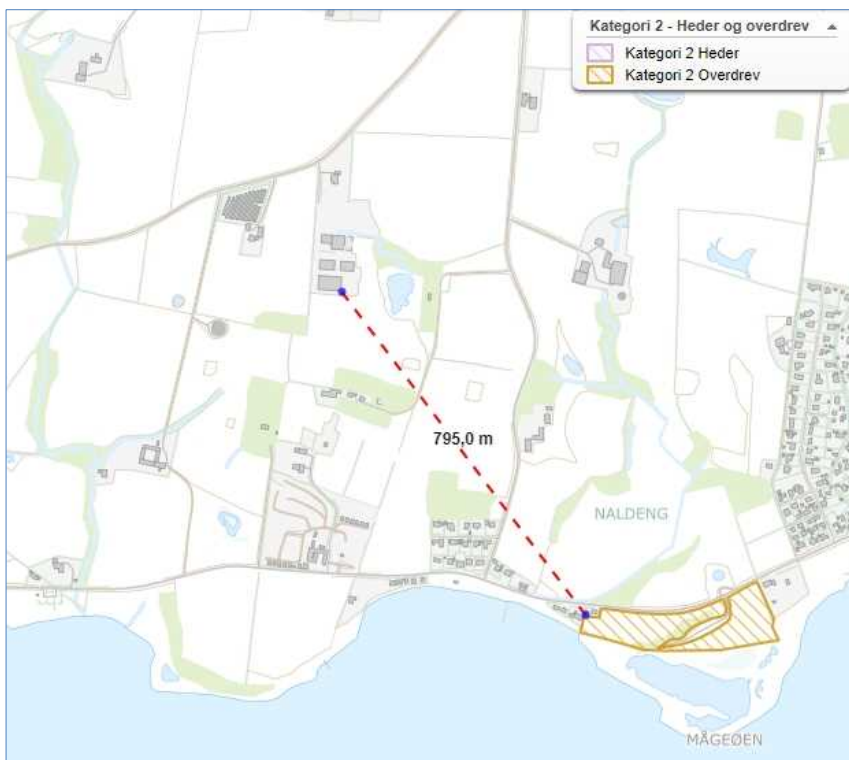 Kategori 2 - Heder og overdrev
Kategori 2 Heder
Kategori 2 Overdrev
795,0 m
NALDENG
MÅGEØEN